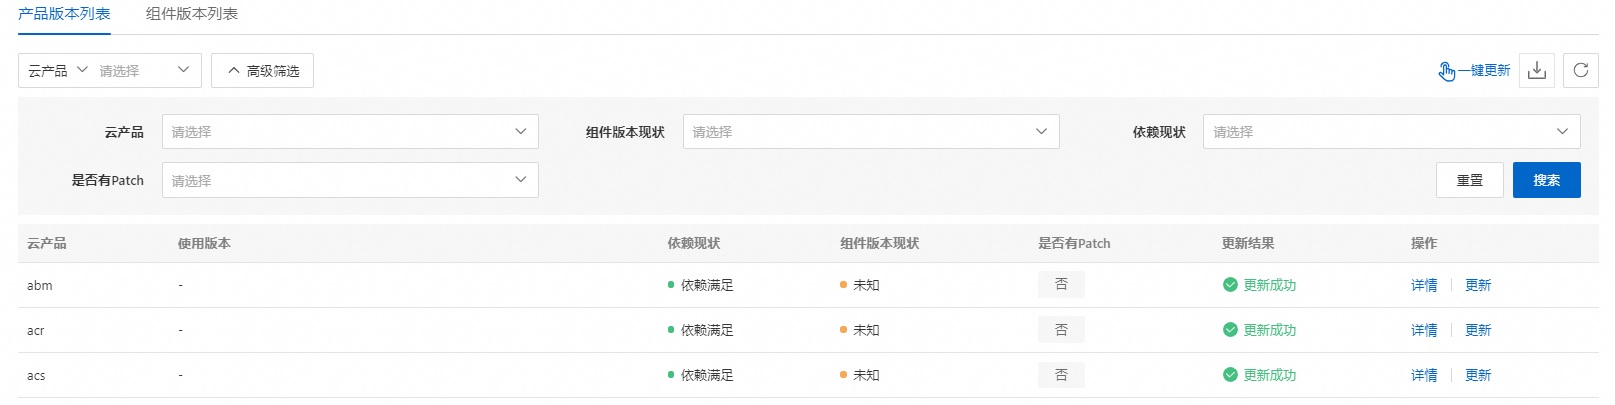 产品版本列表 组件版本列表
云产品 请选择 高级筛选 一键更新
云产品 请选择 组件版本现状 请选择 依赖现状 请选择
是否有Patch 请选择 重置 搜索
云产品 使用版本 依赖现状 组件版本现状 是否有Patch 更新结果 操作
abm - 依赖满足 未知 否 更新成功 详情 更新
acr - 依赖满足 未知 否 更新成功 详情 更新
acs - 依赖满足 未知 否 更新成功 详情 更新